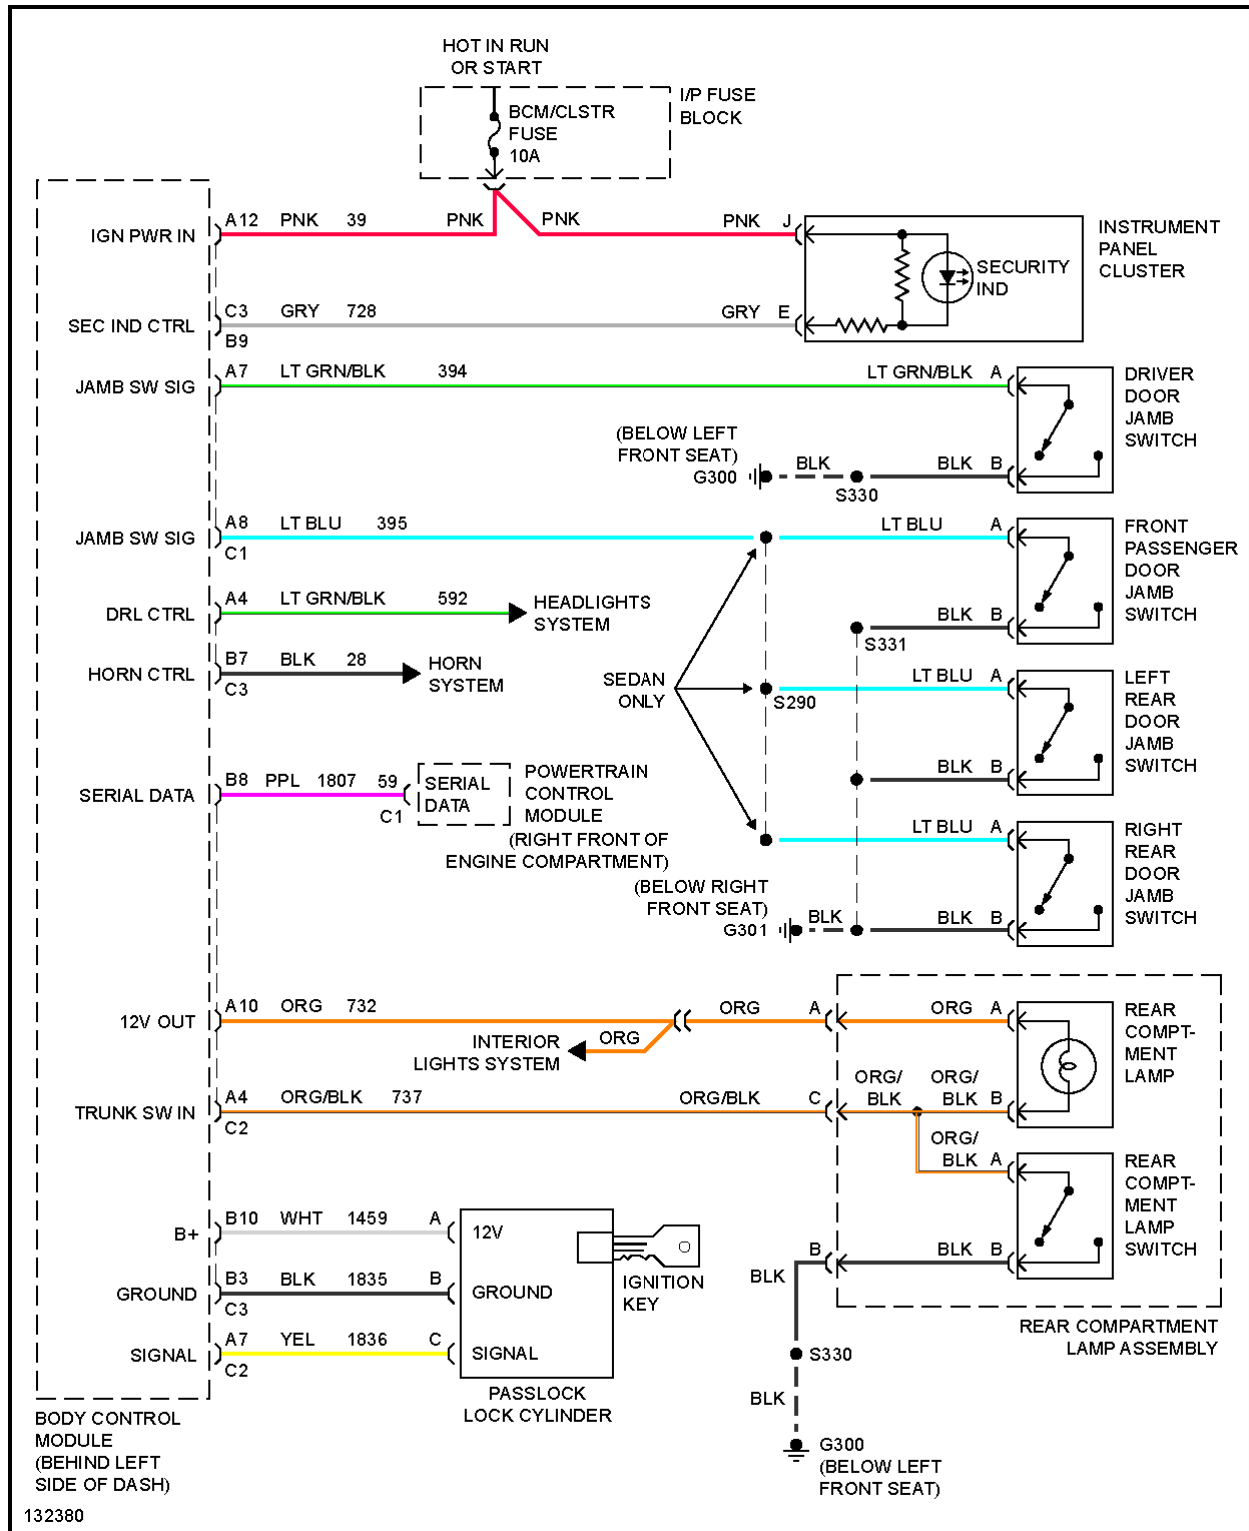 HOT IN RUN
OR START
I/P FUSE
BLOCK
BCM/CLSTR
FUSE
10A
IGN PWR IN
A12 PNK 39 PNK PNK PNK J
INSTRUMENT
PANEL
CLUSTER
SECURITY
IND
SEC IND CTRL
C3 GRY 728 GRY E
B9
JAMB SW SIG
A7 LT GRN/BLK 394 LT GRN/BLK A
DRIVER
DOOR
JAMB
SWITCH
(BELOW LEFT
FRONT SEAT)
G300
BLK
S330
BLK B
JAMB SW SIG
A8 LT BLU 395 LT BLU A
C1
FRONT
PASSENGER
DOOR
JAMB
SWITCH
DRL CTRL
A4 LT GRN/BLK 592
HEADLIGHTS
SYSTEM
BLK B
S331
HORN CTRL
B7 BLK 28
C3
HORN
SYSTEM
SEDAN
ONLY
S290
LT BLU A
LEFT
REAR
DOOR
JAMB
SWITCH
BLK B
SERIAL DATA
B8 PPL 1807 59
C1
SERIAL
DATA
POWERTRAIN
CONTROL
MODULE
(RIGHT FRONT OF
ENGINE COMPARTMENT)
LT BLU A
RIGHT
REAR
DOOR
JAMB
SWITCH
(BELOW RIGHT
FRONT SEAT)
G301
BLK
BLK B
12V OUT
A10 ORG 732 ORG A ORG A
REAR
COMPT-
MENT
LAMP
INTERIOR
LIGHTS SYSTEM
ORG
TRUNK SW IN
A4 ORG/BLK 737 ORG/BLK C
C2
ORG/
BLK
ORG/
BLK B
ORG/
BLK A
REAR
COMPT-
MENT
LAMP
SWITCH
B+
B10 WHT 1459 A
12V
IGNITION
KEY
GROUND
B3 BLK 1835 B
C3
GROUND
SIGNAL
A7 YEL 1836 C
C2
SIGNAL
PASSLOCK
LOCK CYLINDER
B
BLK B
BLK
REAR COMPARTMENT
LAMP ASSEMBLY
S330
BLK
G300
(BELOW LEFT
FRONT SEAT)
BODY CONTROL
MODULE
(BEHIND LEFT
SIDE OF DASH)
132380